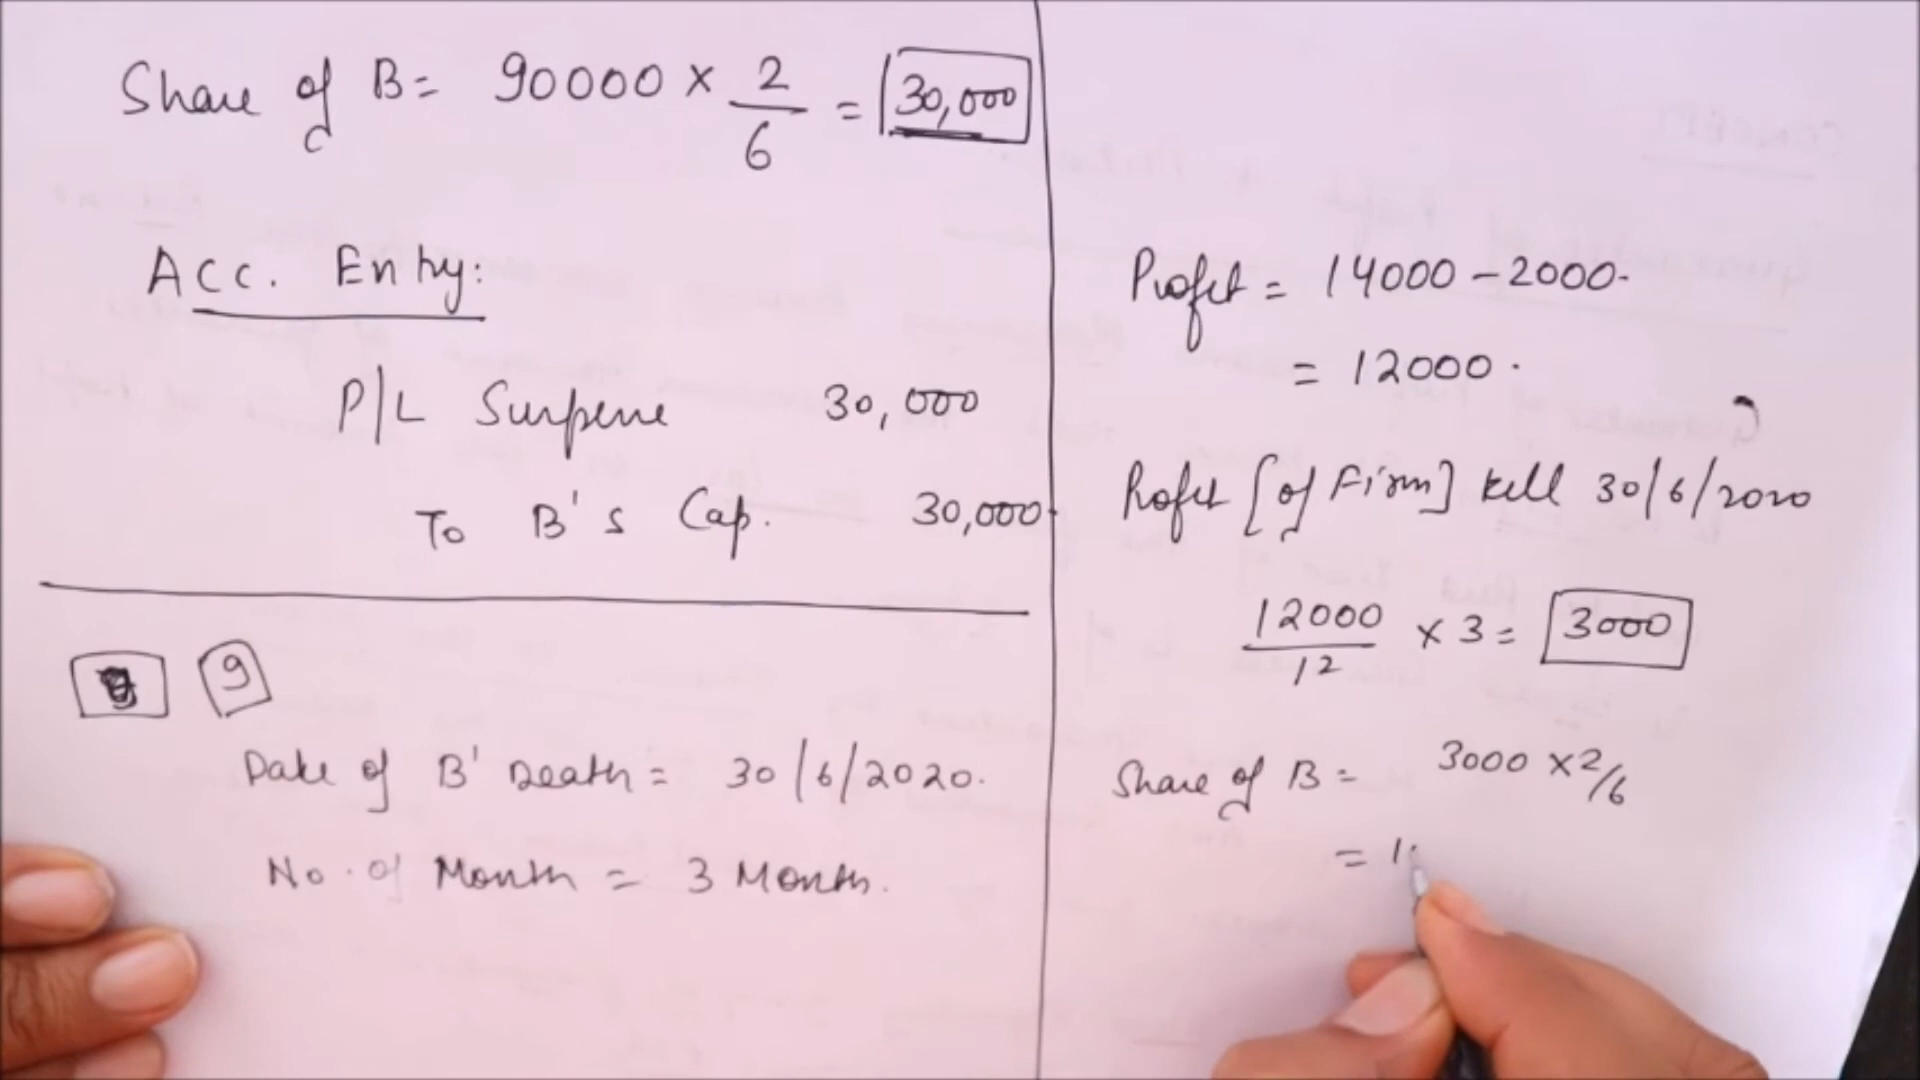 Share of B = 90000 × 2/6 = 30,000
Acc. Entry:
P/L Suspense 30,000
To B's Cap. 30,000
9
Date of B' Death = 30/6/2020.
No. of Month = 3 Month.
Profit = 14000 - 2000.
= 12000.
Profit [of Firm] till 30/6/2020
12000/12 × 3 = 3000
Share of B = 3000 × 2/6
= 1